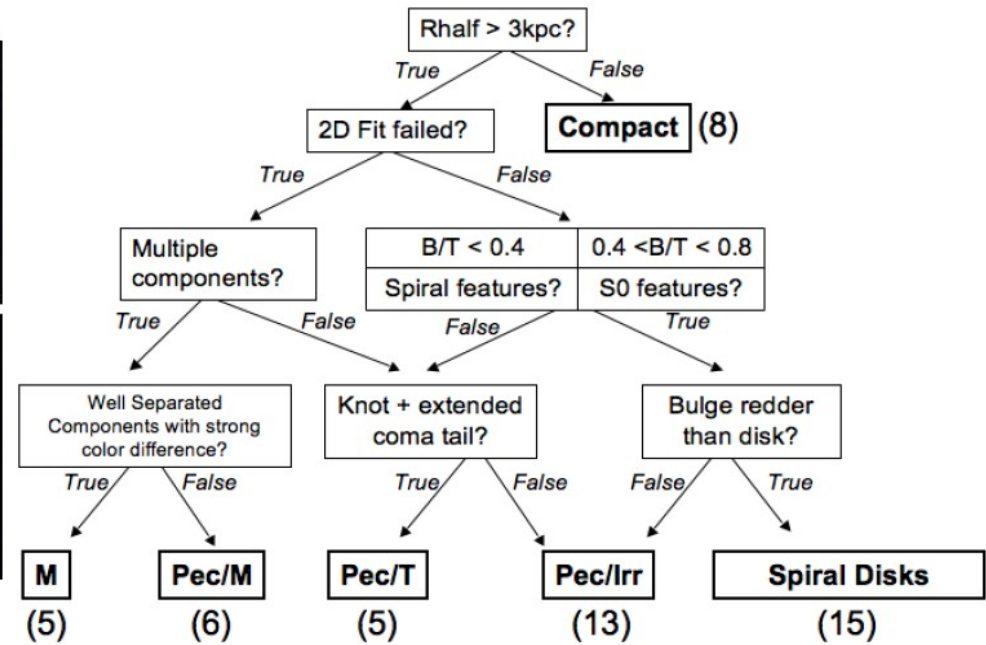 Rhalf > 3kpc?
True
False
2D Fit failed?
Compact (8)
True
False
Multiple
components?
B/T < 0.4
0.4 <B/T < 0.8
Spiral features?
S0 features?
True
False
False
True
Well Separated
Components with strong
color difference?
Knot + extended
coma tail?
Bulge redder
than disk?
True
False
True
False
False
True
M
Pec/M
Pec/T
Pec/Irr
Spiral Disks
(5)
(6)
(5)
(13)
(15)